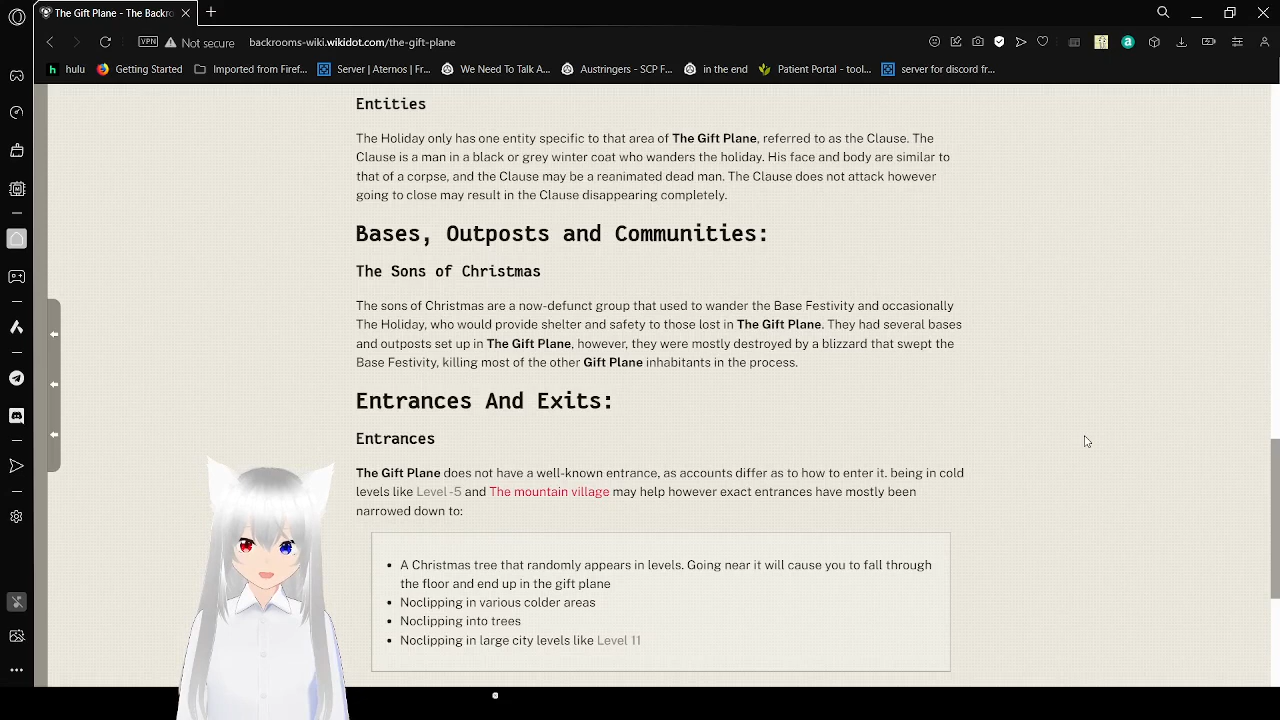 The Gift Plane - The Backro
VPN Not secure backrooms-wiki.wikidot.com/the-gift-plane
h hulu Getting Started Imported from Firef... Server | Aternos | Fr... We Need To Talk A... Austringers - SCP F... in the end Patient Portal - tool... server for discord fr...
Entities
The Holiday only has one entity specific to that area of The Gift Plane, referred to as the Clause. The
Clause is a man in a black or grey winter coat who wanders the holiday. His face and body are similar to
that of a corpse, and the Clause may be a reanimated dead man. The Clause does not attack however
going to close may result in the Clause disappearing completely.
Bases, Outposts and Communities:
The Sons of Christmas
The sons of Christmas are a now-defunct group that used to wander the Base Festivity and occasionally
The Holiday, who would provide shelter and safety to those lost in The Gift Plane. They had several bases
and outposts set up in The Gift Plane, however, they were mostly destroyed by a blizzard that swept the
Base Festivity, killing most of the other Gift Plane inhabitants in the process.
Entrances And Exits:
Entrances
The Gift Plane does not have a well-known entrance, as accounts differ as to how to enter it. being in cold
levels like Level -5 and The mountain village may help however exact entrances have mostly been
narrowed down to:
• A Christmas tree that randomly appears in levels. Going near it will cause you to fall through
the floor and end up in the gift plane
• Noclipping in various colder areas
• Noclipping into trees
• Noclipping in large city levels like Level 11